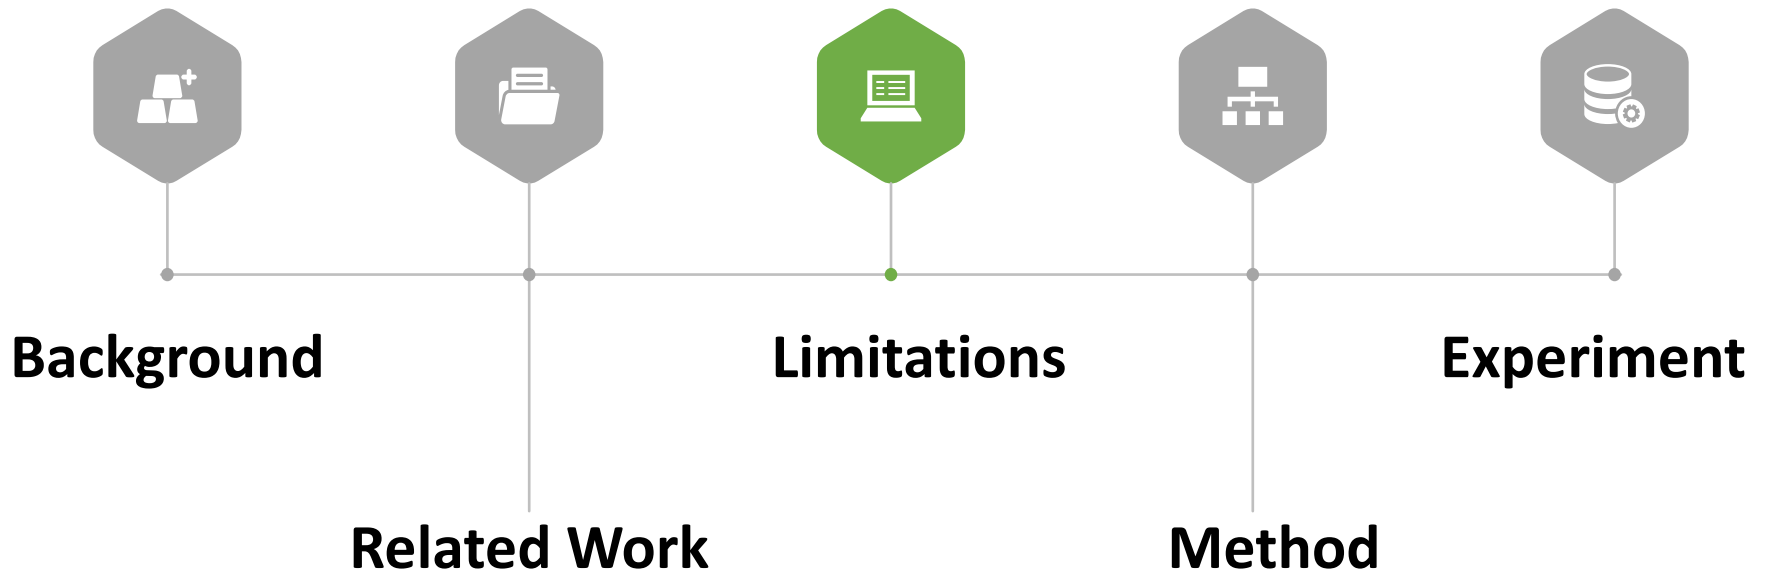 Background
Limitations
Experiment
Related Work
Method